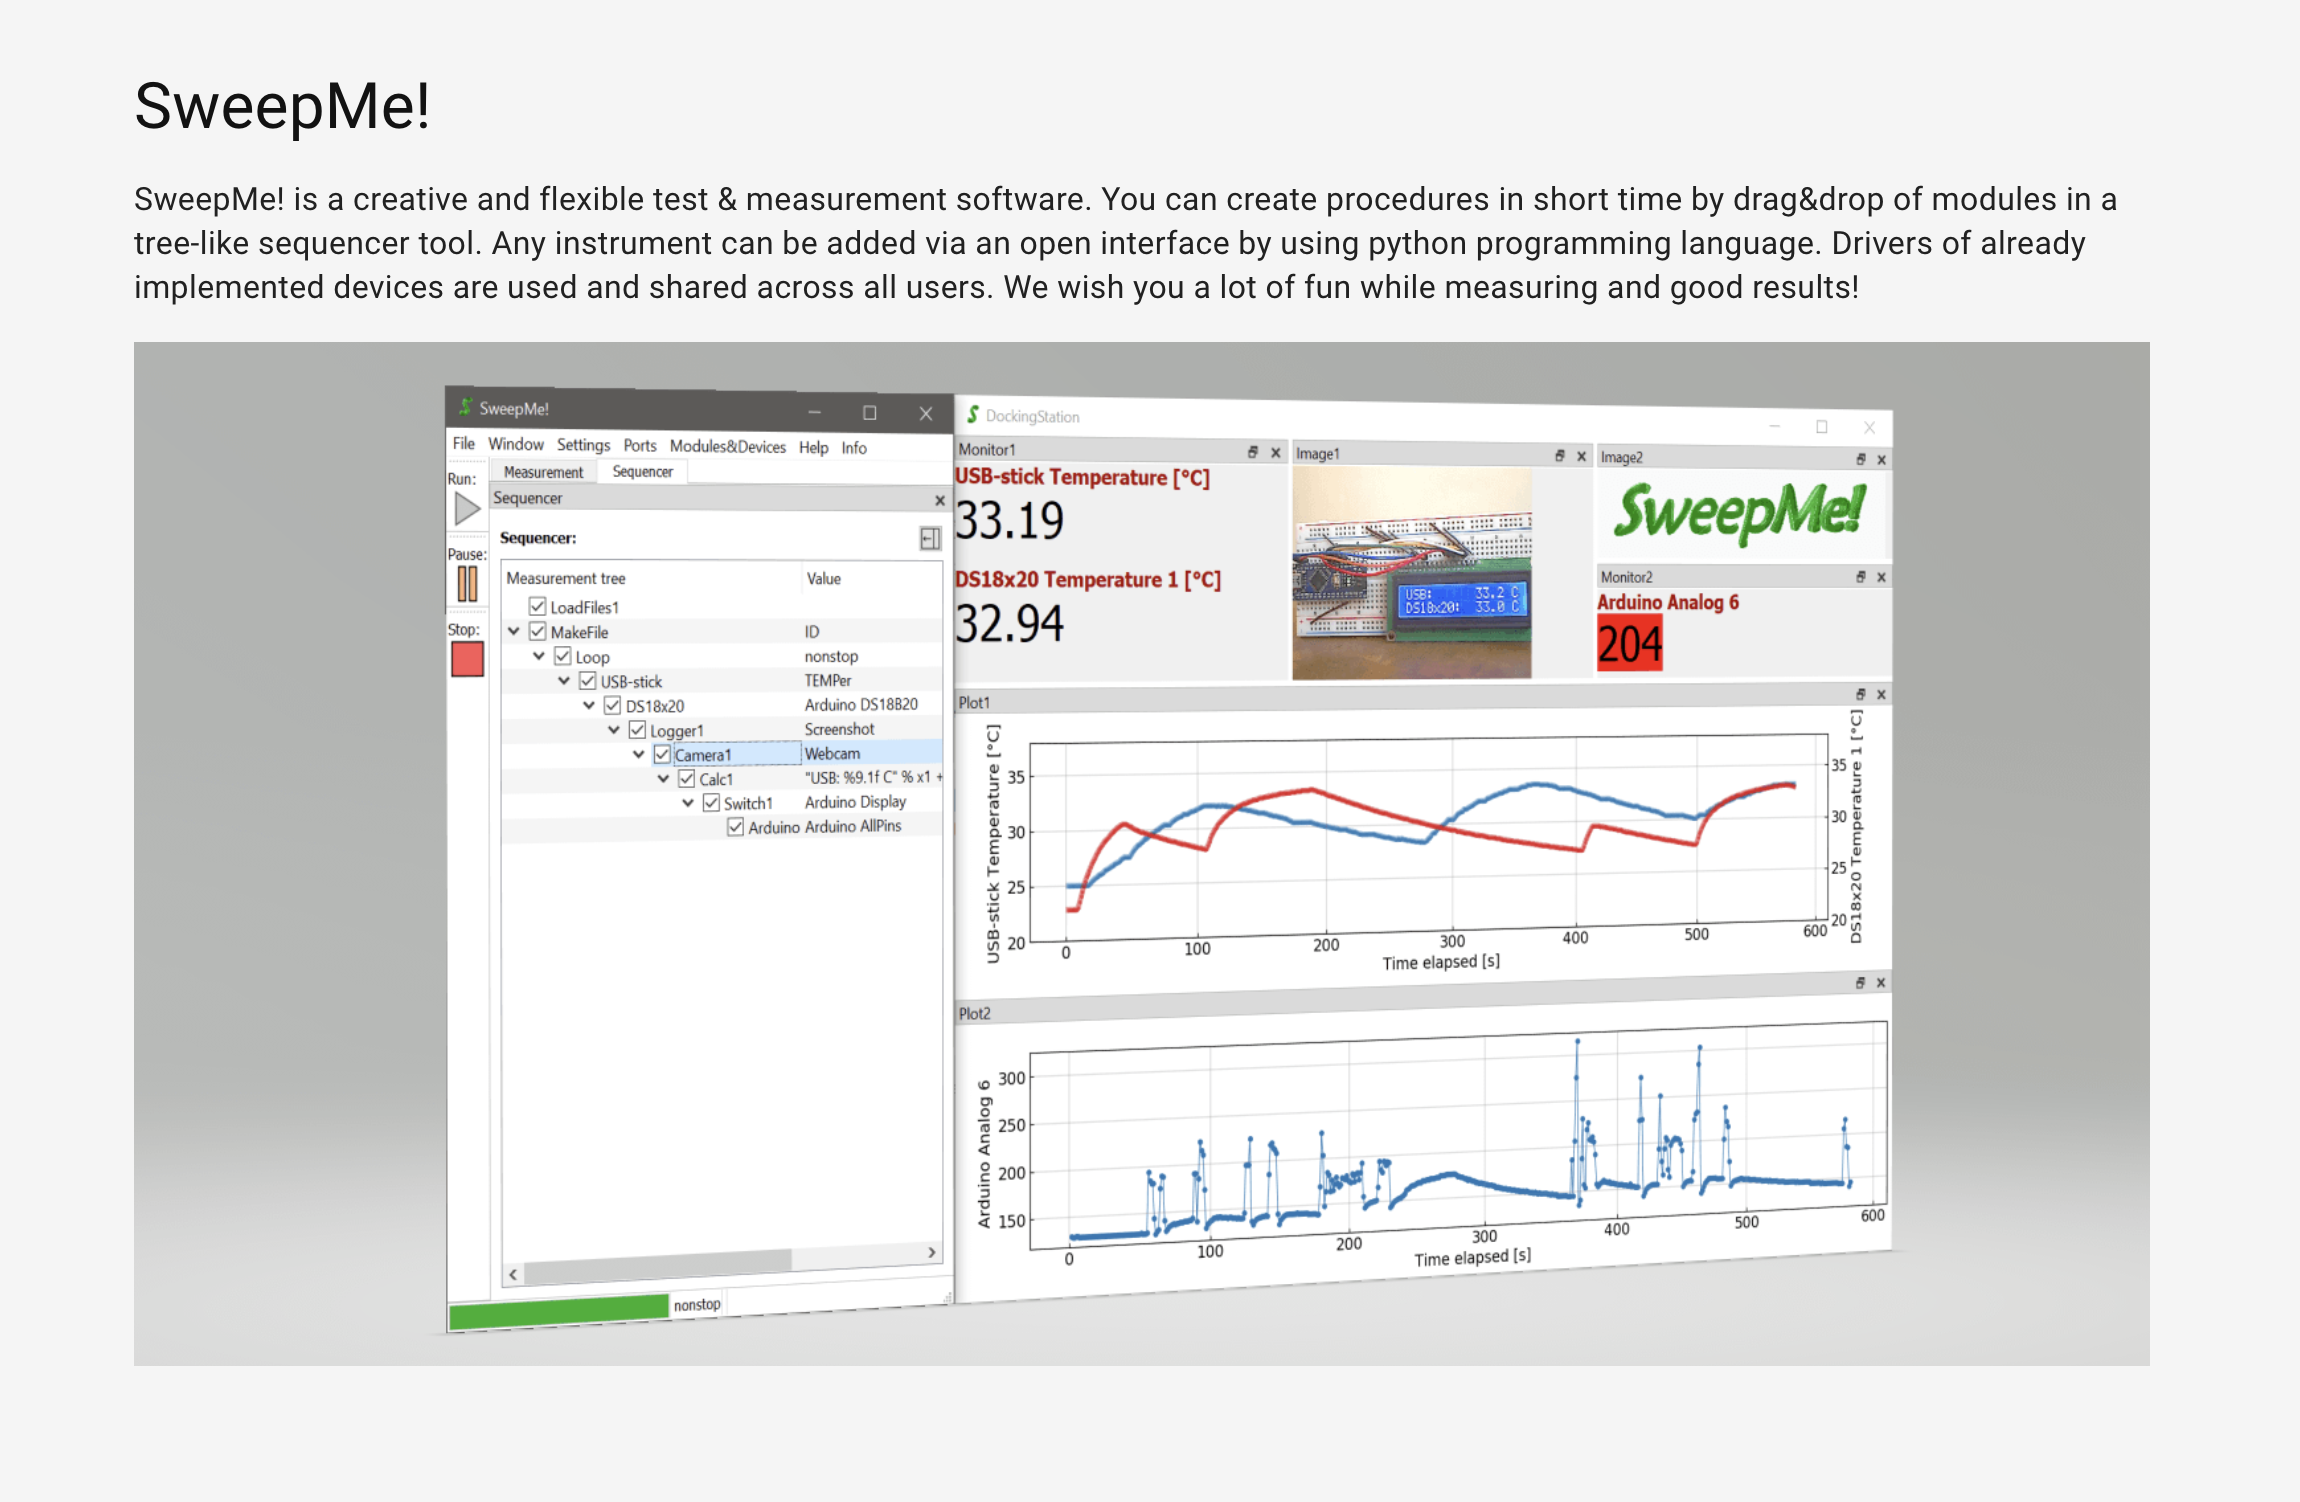 SweepMe!
SweepMe! is a creative and flexible test & measurement software. You can create procedures in short time by drag&drop of modules in a
tree-like sequencer tool. Any instrument can be added via an open interface by using python programming language. Drivers of already
implemented devices are used and shared across all users. We wish you a lot of fun while measuring and good results!
SweepMe!
File Window Settings Ports Modules&Devices Help Info
Run:
Pause:
Stop:
Measurement Sequencer
Sequencer
Sequencer:
Measurement tree Value
LoadFiles1
MakeFile ID
Loop nonstop
USB-stick TEMPer
DS18x20 Arduino DS18B20
Logger1 Screenshot
Camera1 Webcam
Calc1 "USB: %9.1f C" % x1 +
Switch1 Arduino Display
Arduino Arduino AllPins
nonstop
DockingStation
Monitor1
USB-stick Temperature [°C]
33.19
DS18x20 Temperature 1 [°C]
32.94
Image1
USB: 33.2 C
DS18x20: 33.0 C
Image2
SweepMe!
Monitor2
Arduino Analog 6
204
Plot1
USB-stick Temperature [°C]
35
30
25
20
0 100 200 300 400 500 600
Time elapsed [s]
35
30
25
20
DS18x20 Temperature 1 [°C]
Plot2
Arduino Analog 6
300
250
200
150
0 100 200 300 400 500 600
Time elapsed [s]